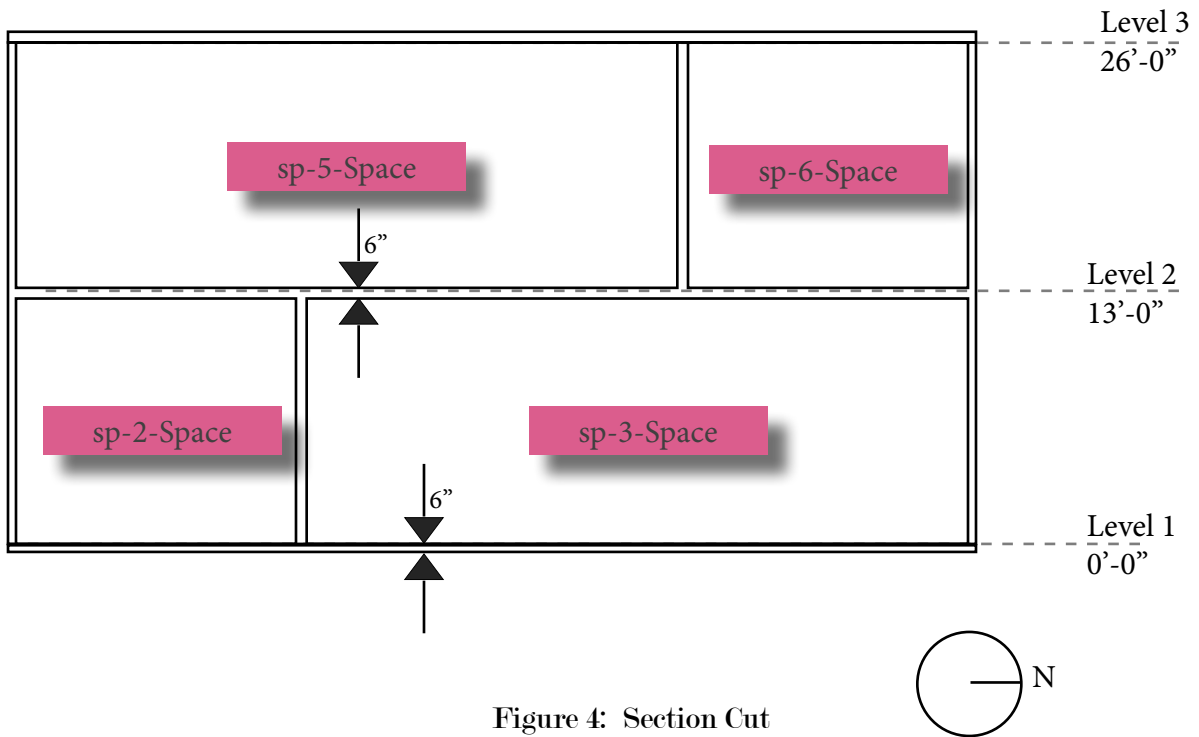 Level 3
26’-0”
sp-5-Space
sp-6-Space
6”
Level 2
13’-0”
sp-2-Space
sp-3-Space
6”
Level 1
0’-0”
N
Figure 4: Section Cut